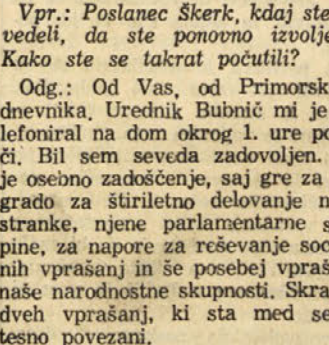 Vpr.: Poslanec Škerk, kdaj ste
vedeli, da ste ponovno izvolje
Kako ste se takrat počutili?
Odg.: Od Vas, od Primorsk
dnevnika. Urednik Bubnič mi je
lefoniral na dom okrog 1. ure po
či. Bil sem seveda zadovoljen.
je osebno zadoščenje, saj gre za
grado za štiriletno delovanje n
stranke, njene parlamentarne s
pine, za napore za reševanje soc
nih vprašanj in še posebej vpraš
naše narodnostne skupnosti. Skra
dveh vprašanj, ki sta med se
tesno povezani.